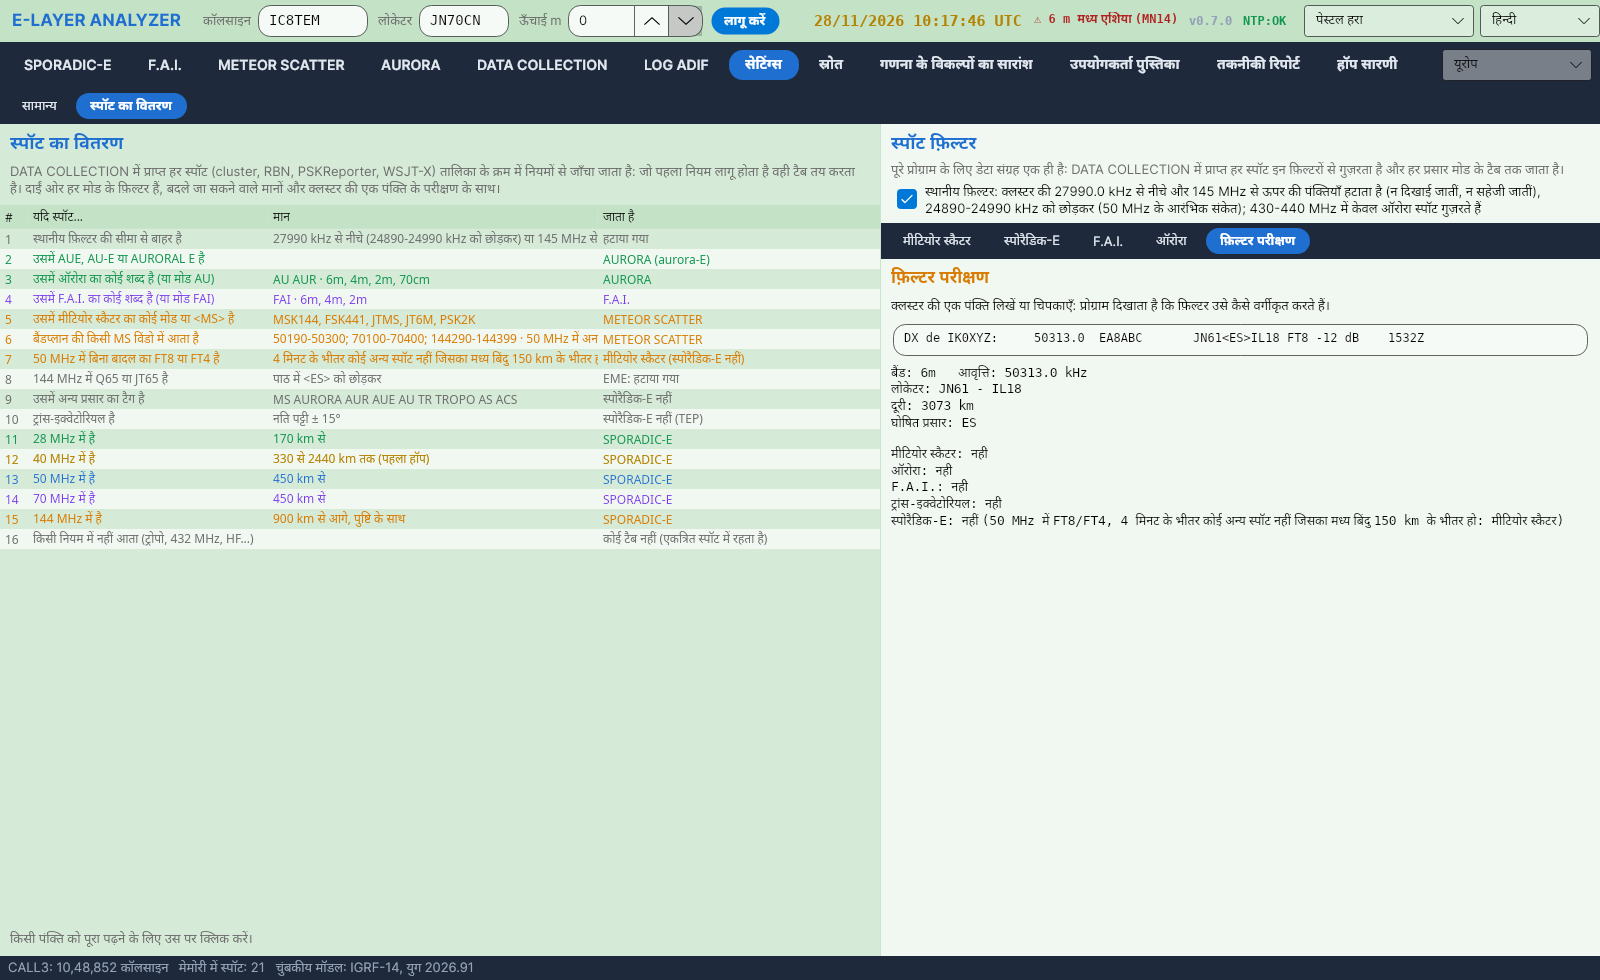 E-LAYER ANALYZER कॉलसाइन IC8TEM लोकेटर JN70CN ऊँचाई m 0 लागू करें 28/11/2026 10:17:46 UTC ⚠ 6 m मध्य एशिया (MN14) v0.7.0 NTP:OK पेस्टल हरा हिन्दी
SPORADIC-E F.A.I. METEOR SCATTER AURORA DATA COLLECTION LOG ADIF सेटिंग्स स्रोत गणना के विकल्पों का सारांश उपयोगकर्ता पुस्तिका तकनीकी रिपोर्ट हॉप सारणी यूरोप
सामान्य स्पॉट का वितरण
स्पॉट का वितरण
DATA COLLECTION में प्राप्त हर स्पॉट (cluster, RBN, PSKReporter, WSJT-X) तालिका के क्रम में नियमों से जाँचा जाता है: जो पहला नियम लागू होता है वही टैब तय करता
है। दाईं ओर हर मोड के फ़िल्टर हैं, बदले जा सकने वाले मानों और क्लस्टर की एक पंक्ति के परीक्षण के साथ।
# यदि स्पॉट... मान जाता है
1 स्थानीय फ़िल्टर की सीमा से बाहर है 27990 kHz से नीचे (24890-24990 kHz को छोड़कर) या 145 MHz से हटाया गया
2 उसमें AUE, AU-E या AURORAL E है AURORA (aurora-E)
3 उसमें ऑरोरा का कोई शब्द है (या मोड AU) AU AUR · 6m, 4m, 2m, 70cm AURORA
4 उसमें F.A.I. का कोई शब्द है (या मोड FAI) FAI · 6m, 4m, 2m F.A.I.
5 उसमें मीटियोर स्कैटर का कोई मोड या <MS> है MSK144, FSK441, JTMS, JT6M, PSK2K METEOR SCATTER
6 बैंडप्लान की किसी MS विंडो में आता है 50190-50300; 70100-70400; 144290-144399 · 50 MHz में अन METEOR SCATTER
7 50 MHz में बिना बादल का FT8 या FT4 है 4 मिनट के भीतर कोई अन्य स्पॉट नहीं जिसका मध्य बिंदु 150 km के भीतर ह मीटियोर स्कैटर (स्पोरैडिक-E नहीं)
8 144 MHz में Q65 या JT65 है पाठ में <ES> को छोड़कर EME: हटाया गया
9 उसमें अन्य प्रसार का टैग है MS AURORA AUR AUE AU TR TROPO AS ACS स्पोरैडिक-E नहीं
10 ट्रांस-इक्वेटोरियल है नति पट्टी ± 15° स्पोरैडिक-E नहीं (TEP)
11 28 MHz में है 170 km से SPORADIC-E
12 40 MHz में है 330 से 2440 km तक (पहला हॉप) SPORADIC-E
13 50 MHz में है 450 km से SPORADIC-E
14 70 MHz में है 450 km से SPORADIC-E
15 144 MHz में है 900 km से आगे, पुष्टि के साथ SPORADIC-E
16 किसी नियम में नहीं आता (ट्रोपो, 432 MHz, HF...) कोई टैब नहीं (एकत्रित स्पॉट में रहता है)
किसी पंक्ति को पूरा पढ़ने के लिए उस पर क्लिक करें।
स्पॉट फ़िल्टर
पूरे प्रोग्राम के लिए डेटा संग्रह एक ही है: DATA COLLECTION में प्राप्त हर स्पॉट इन फ़िल्टरों से गुज़रता है और हर प्रसार मोड के टैब तक जाता है।
स्थानीय फ़िल्टर: क्लस्टर की 27990.0 kHz से नीचे और 145 MHz से ऊपर की पंक्तियाँ हटाता है (न दिखाई जातीं, न सहेजी जातीं),
24890-24990 kHz को छोड़कर (50 MHz के आरंभिक संकेत); 430-440 MHz में केवल ऑरोरा स्पॉट गुज़रते हैं
मीटियोर स्कैटर स्पोरैडिक-E F.A.I. ऑरोरा फ़िल्टर परीक्षण
फ़िल्टर परीक्षण
क्लस्टर की एक पंक्ति लिखें या चिपकाएँ: प्रोग्राम दिखाता है कि फ़िल्टर उसे कैसे वर्गीकृत करते हैं।
DX de IK0XYZ: 50313.0 EA8ABC JN61<ES>IL18 FT8 -12 dB 1532Z
बैंड: 6m आवृत्ति: 50313.0 kHz
लोकेटर: JN61 - IL18
दूरी: 3073 km
घोषित प्रसार: ES
मीटियोर स्कैटर: नहीं
ऑरोरा: नहीं
F.A.I.: नहीं
ट्रांस-इक्वेटोरियल: नहीं
स्पोरैडिक-E: नहीं (50 MHz में FT8/FT4, 4 मिनट के भीतर कोई अन्य स्पॉट नहीं जिसका मध्य बिंदु 150 km के भीतर हो: मीटियोर स्कैटर)
CALL3: 10,48,852 कॉलसाइन मेमोरी में स्पॉट: 21 चुंबकीय मॉडल: IGRF-14, युग 2026.91